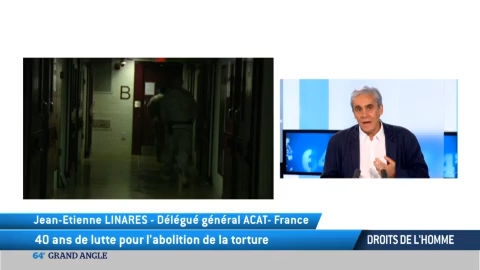 B
Jean-Etienne LINARES - Délégué général ACAT- France
40 ans de lutte pour l'abolition de la torture
DROITS DE L'HOMME
64' GRAND ANGLE